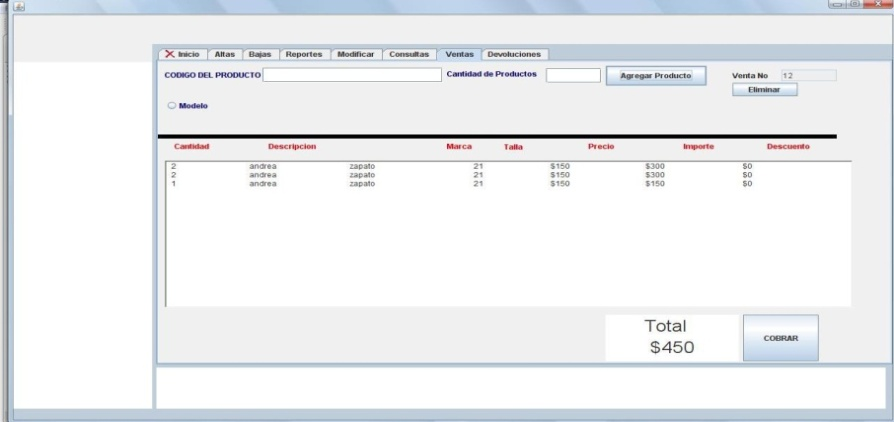 Inicio Altas Bajas Reportes Modificar Consultas Ventas Devoluciones
CODIGO DEL PRODUCTO Cantidad de Productos Agregar Producto Venta No 12
Eliminar
Modelo
Cantidad Descripcion Marca Talla Precio Importe Descuento
2 andrea zapato 21 $150 $300 $0
2 andrea zapato 21 $150 $300 $0
1 andrea zapato 21 $150 $150 $0
Total
$450
COBRAR